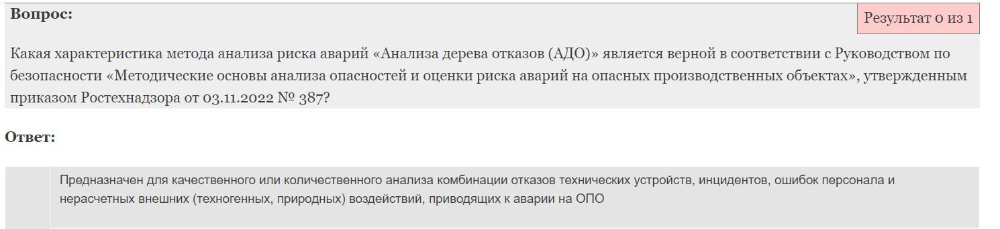 Вопрос:
Результат 0 из 1
Какая характеристика метода анализа риска аварий «Анализа дерева отказов (АДО)» является верной в соответствии с Руководством по
безопасности «Методические основы анализа опасностей и оценки риска аварий на опасных производственных объектах», утвержденным
приказом Ростехнадзора от 03.11.2022 № 387?
Ответ:
Предназначен для качественного или количественного анализа комбинации отказов технических устройств, инцидентов, ошибок персонала и
нерасчетных внешних (техногенных, природных) воздействий, приводящих к аварии на ОПО